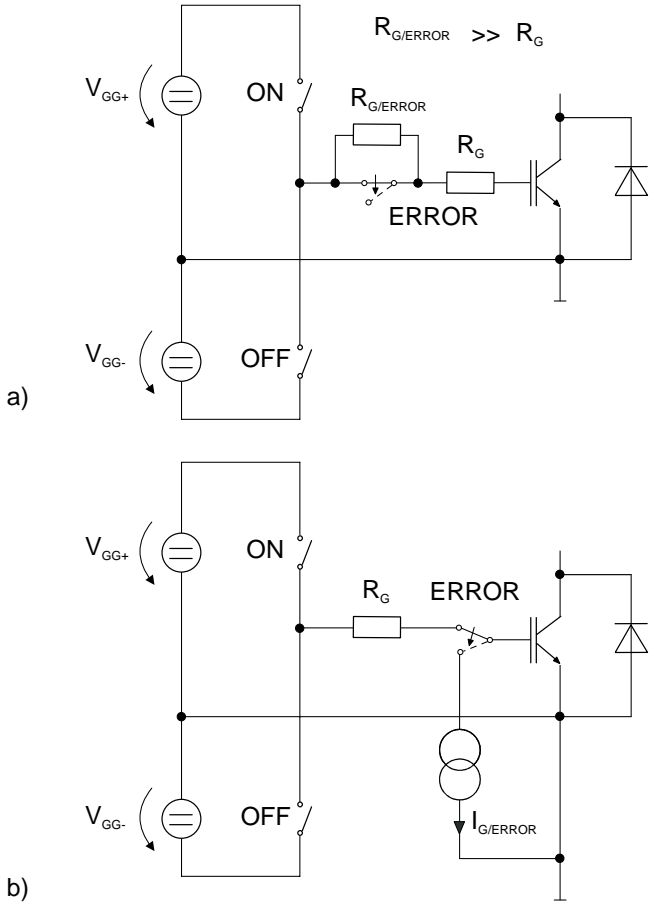 R_G/ERROR >> R_G
V_GG+
ON
R_G/ERROR
R_G
ERROR
V_GG-
OFF
a)
V_GG+
ON
R_G
ERROR
V_GG-
OFF
I_G/ERROR
b)